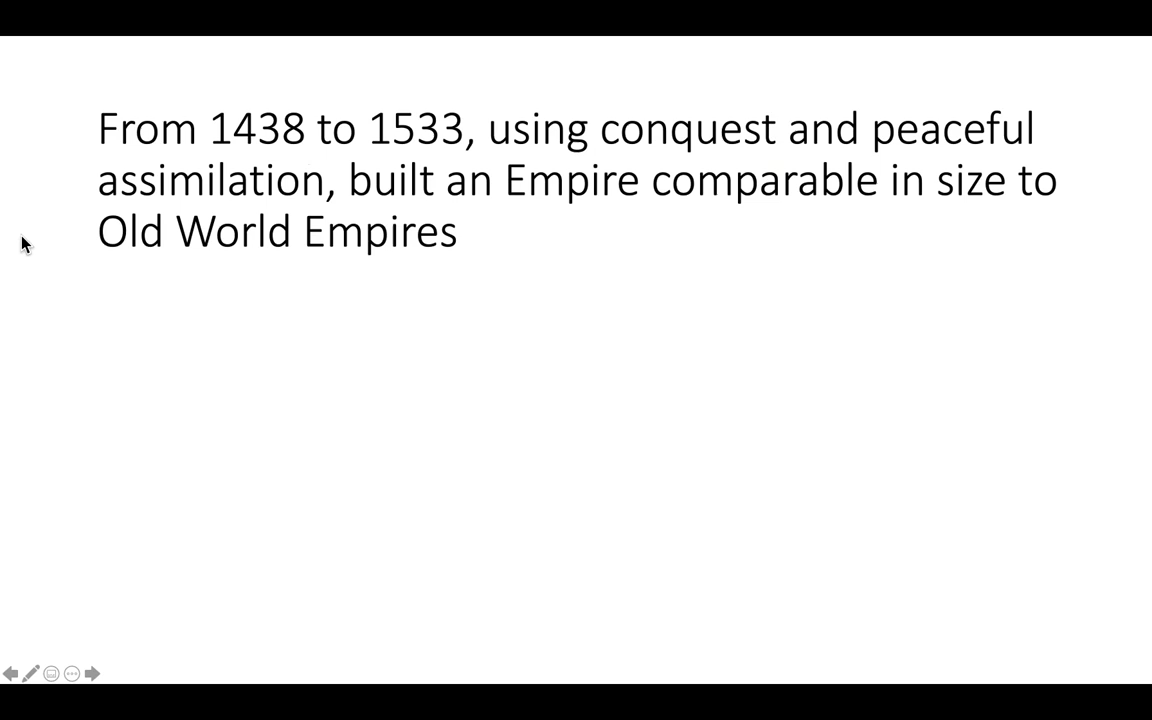 From 1438 to 1533, using conquest and peaceful
assimilation, built an Empire comparable in size to
Old World Empires